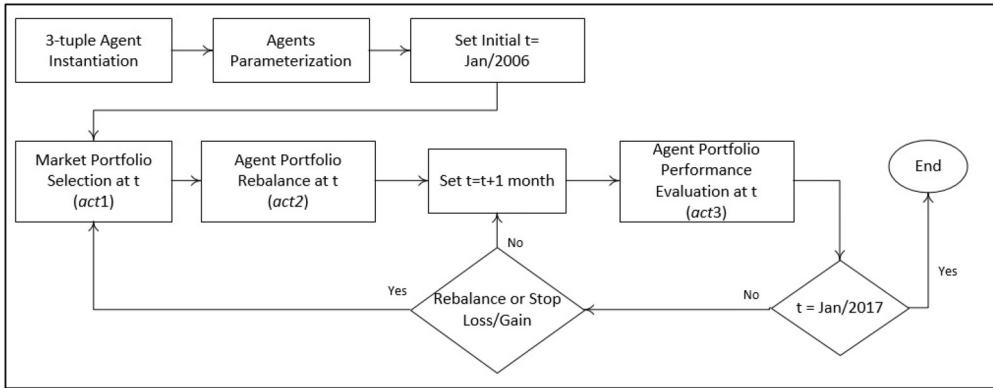 3-tuple Agent
Instantiation
Agents
Parameterization
Set Initial t=
Jan/2006
Market Portfolio
Selection at t
(act1)
Agent Portfolio
Rebalance at t
(act2)
Set t=t+1 month
Agent Portfolio
Performance
Evaluation at t
(act3)
End
No
Yes
Rebalance or Stop
Loss/Gain
No
t = Jan/2017
Yes